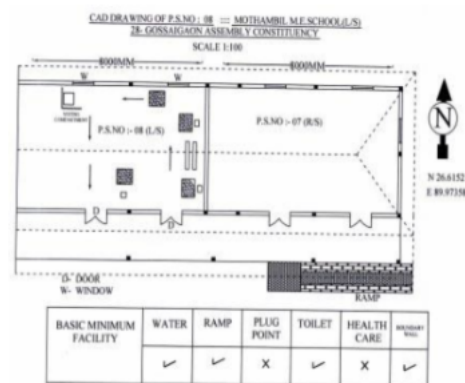 CAD DRAWING OF P.S.NO : 08 ::: MOTHAMBIL M.E.SCHOOL(L/S)
28- GOSSAIGAON ASSEMBLY CONSTITUENCY
SCALE 1:100
8000MM
8000MM
W
W
VOTING COMPARTMENT
P.S.NO :- 08 (L/S)
P.S.NO :- 07 (R/S)
N
N 26.6152
E 89.97358
D
D
D- DOOR
W- WINDOW
RAMP
BASIC MINIMUM FACILITY
WATER
RAMP
PLUG POINT
TOILET
HEALTH CARE
BOUNDARY WALL
✓ ✓ X ✓ X ✓